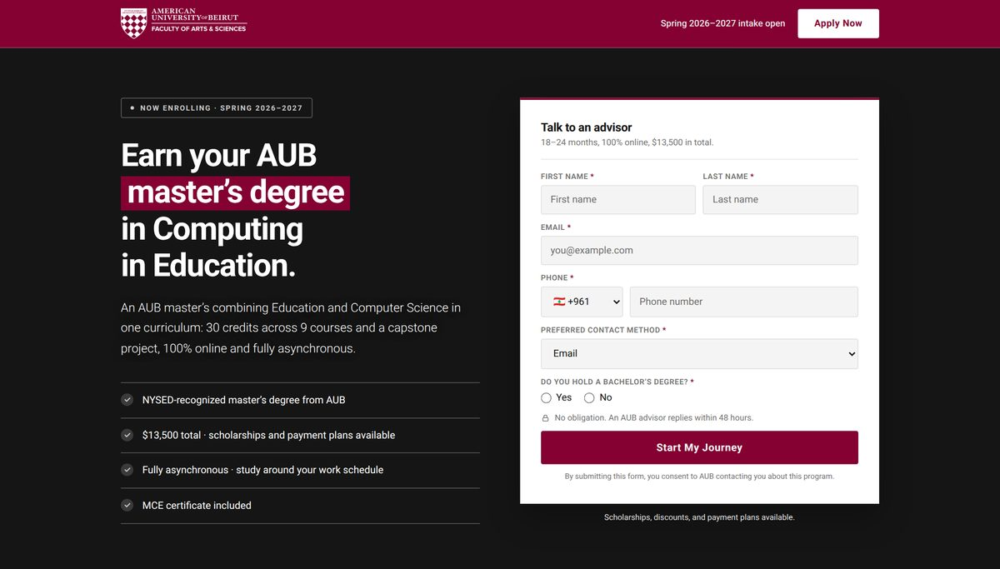 AMERICAN
UNIVERSITY OF BEIRUT
FACULTY OF ARTS & SCIENCES
Spring 2026–2027 intake open
Apply Now
NOW ENROLLING · SPRING 2026–2027
Earn your AUB
master’s degree
in Computing
in Education.
An AUB master’s combining Education and Computer Science in
one curriculum: 30 credits across 9 courses and a capstone
project, 100% online and fully asynchronous.
NYSED-recognized master’s degree from AUB
$13,500 total · scholarships and payment plans available
Fully asynchronous · study around your work schedule
MCE certificate included
Talk to an advisor
18–24 months, 100% online, $13,500 in total.
FIRST NAME * LAST NAME *
First name Last name
EMAIL *
you@example.com
PHONE *
+961 Phone number
PREFERRED CONTACT METHOD *
Email
DO YOU HOLD A BACHELOR’S DEGREE? *
Yes No
No obligation. An AUB advisor replies within 48 hours.
Start My Journey
By submitting this form, you consent to AUB contacting you about this program.
Scholarships, discounts, and payment plans available.